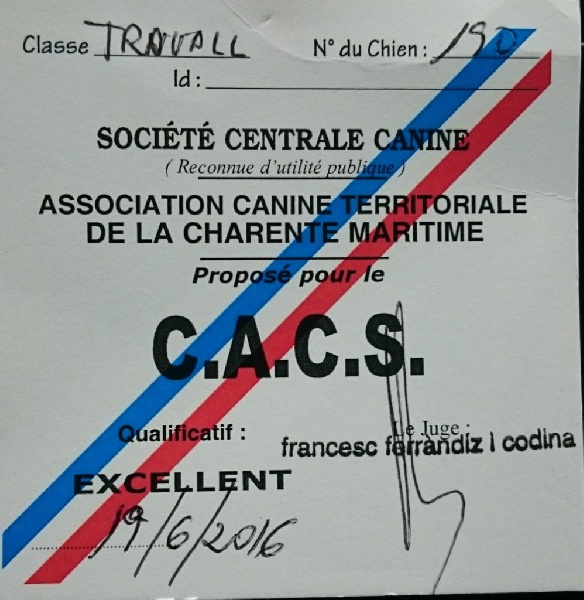 Classe TRAVAIL N° du Chien : 190
Id :
SOCIÉTÉ CENTRALE CANINE
( Reconnue d'utilité publique )
ASSOCIATION CANINE TERRITORIALE
DE LA CHARENTE MARITIME
Proposé pour le
C.A.C.S.
Qualificatif : Le Juge :
francesc ferrandiz i codina
EXCELLENT
19/6/2016